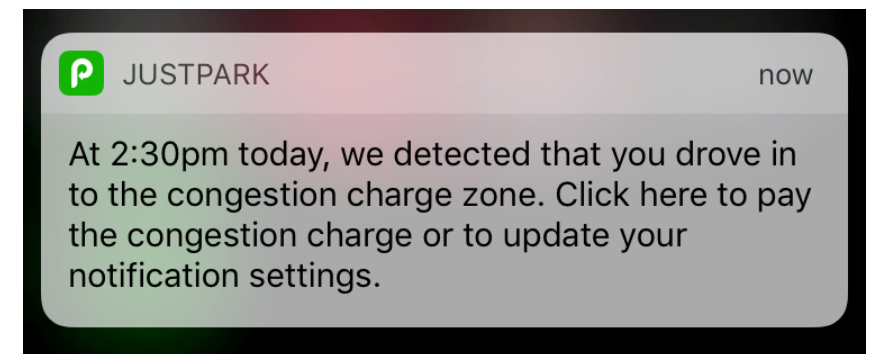 JUSTPARK now
At 2:30pm today, we detected that you drove in
to the congestion charge zone. Click here to pay
the congestion charge or to update your
notification settings.